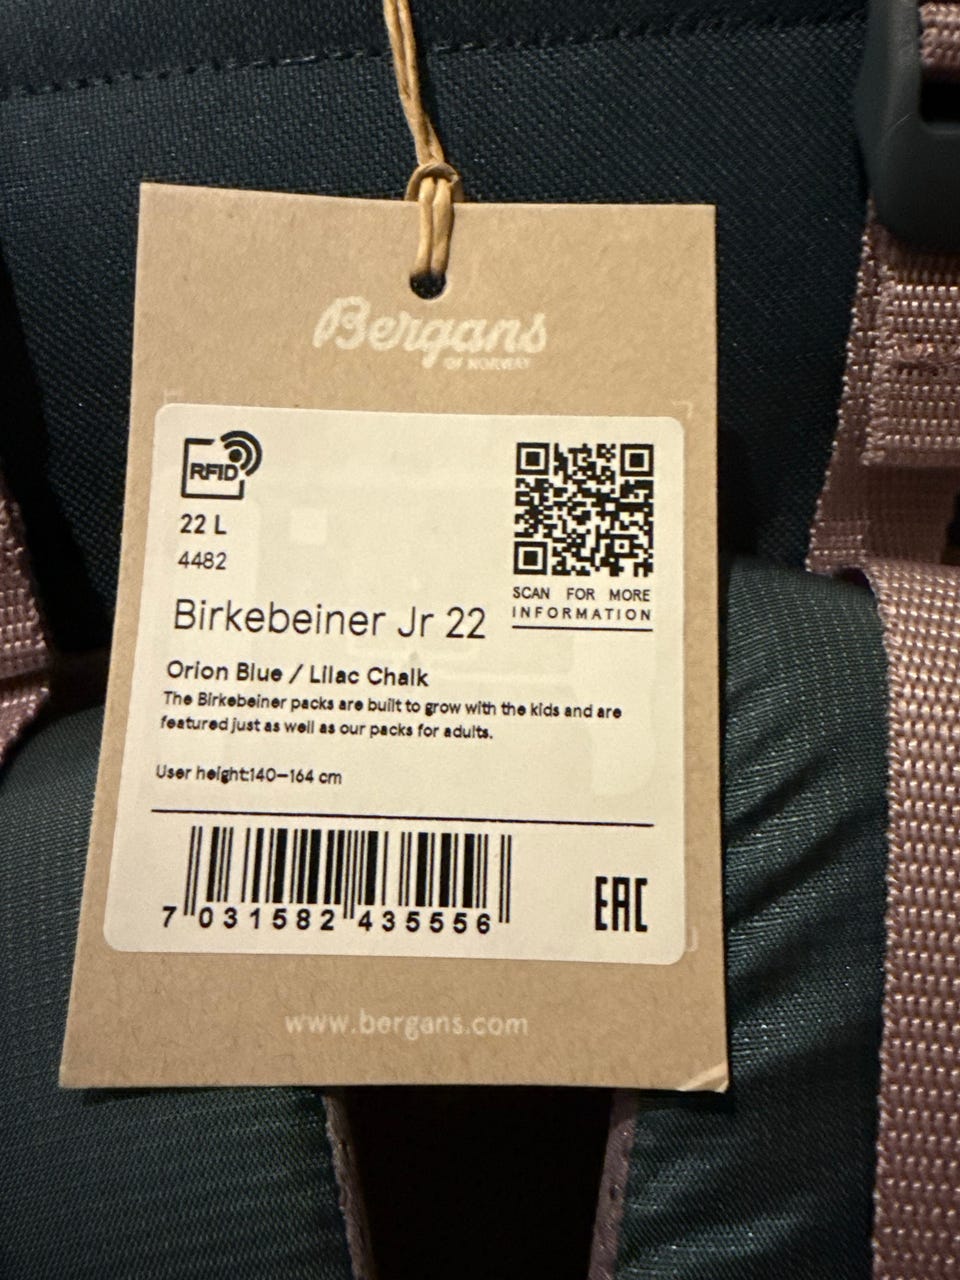 Bergans
OF NORWAY
RFID
22 L
4482
SCAN FOR MORE
INFORMATION
Birkebeiner Jr 22
Orion Blue / Lilac Chalk
The Birkebeiner packs are built to grow with the kids and are
featured just as well as our packs for adults.
User height:140–164 cm
7 031582 435556
EAC
www.bergans.com